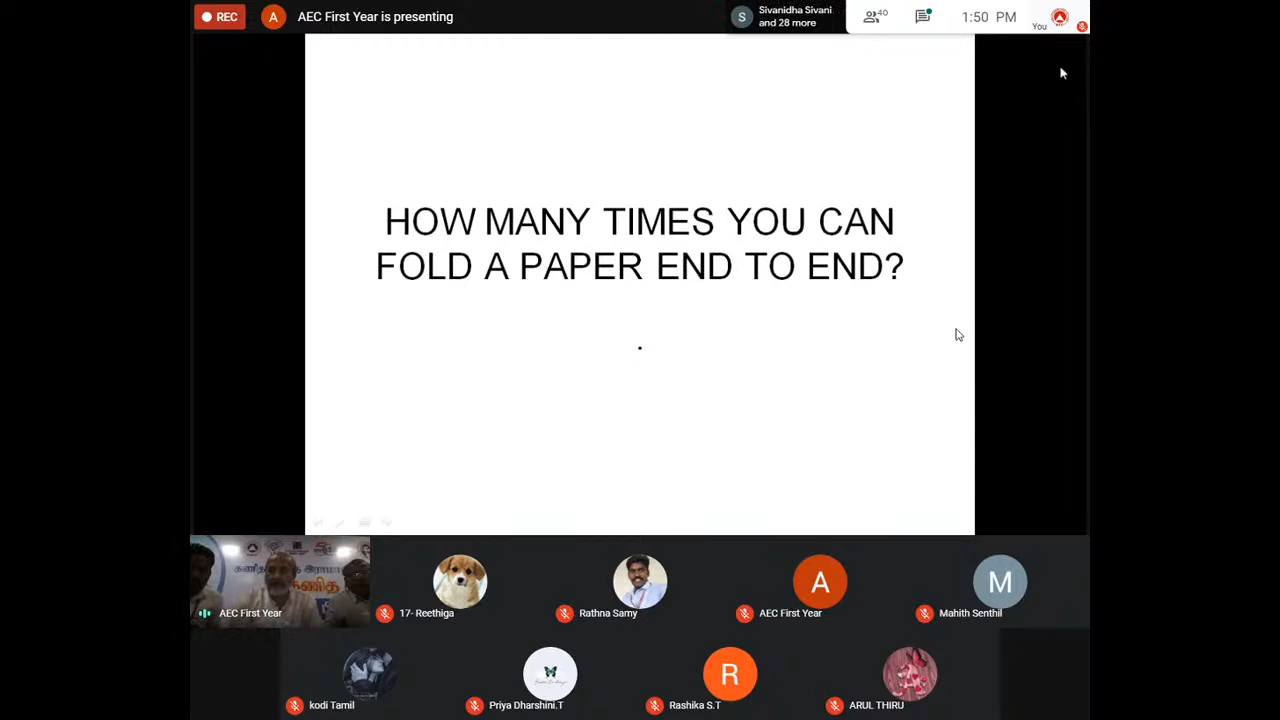 REC
A
AEC First Year is presenting
S
Sivanidha Sivani
and 28 more
40
1:50 PM
You
HOW MANY TIMES YOU CAN
FOLD A PAPER END TO END?
.
AEC First Year
17- Reethiga
Rathna Samy
A
AEC First Year
M
Mahith Senthil
kodi Tamil
Priya Dharshini.T
R
Rashika S.T
ARUL THIRU